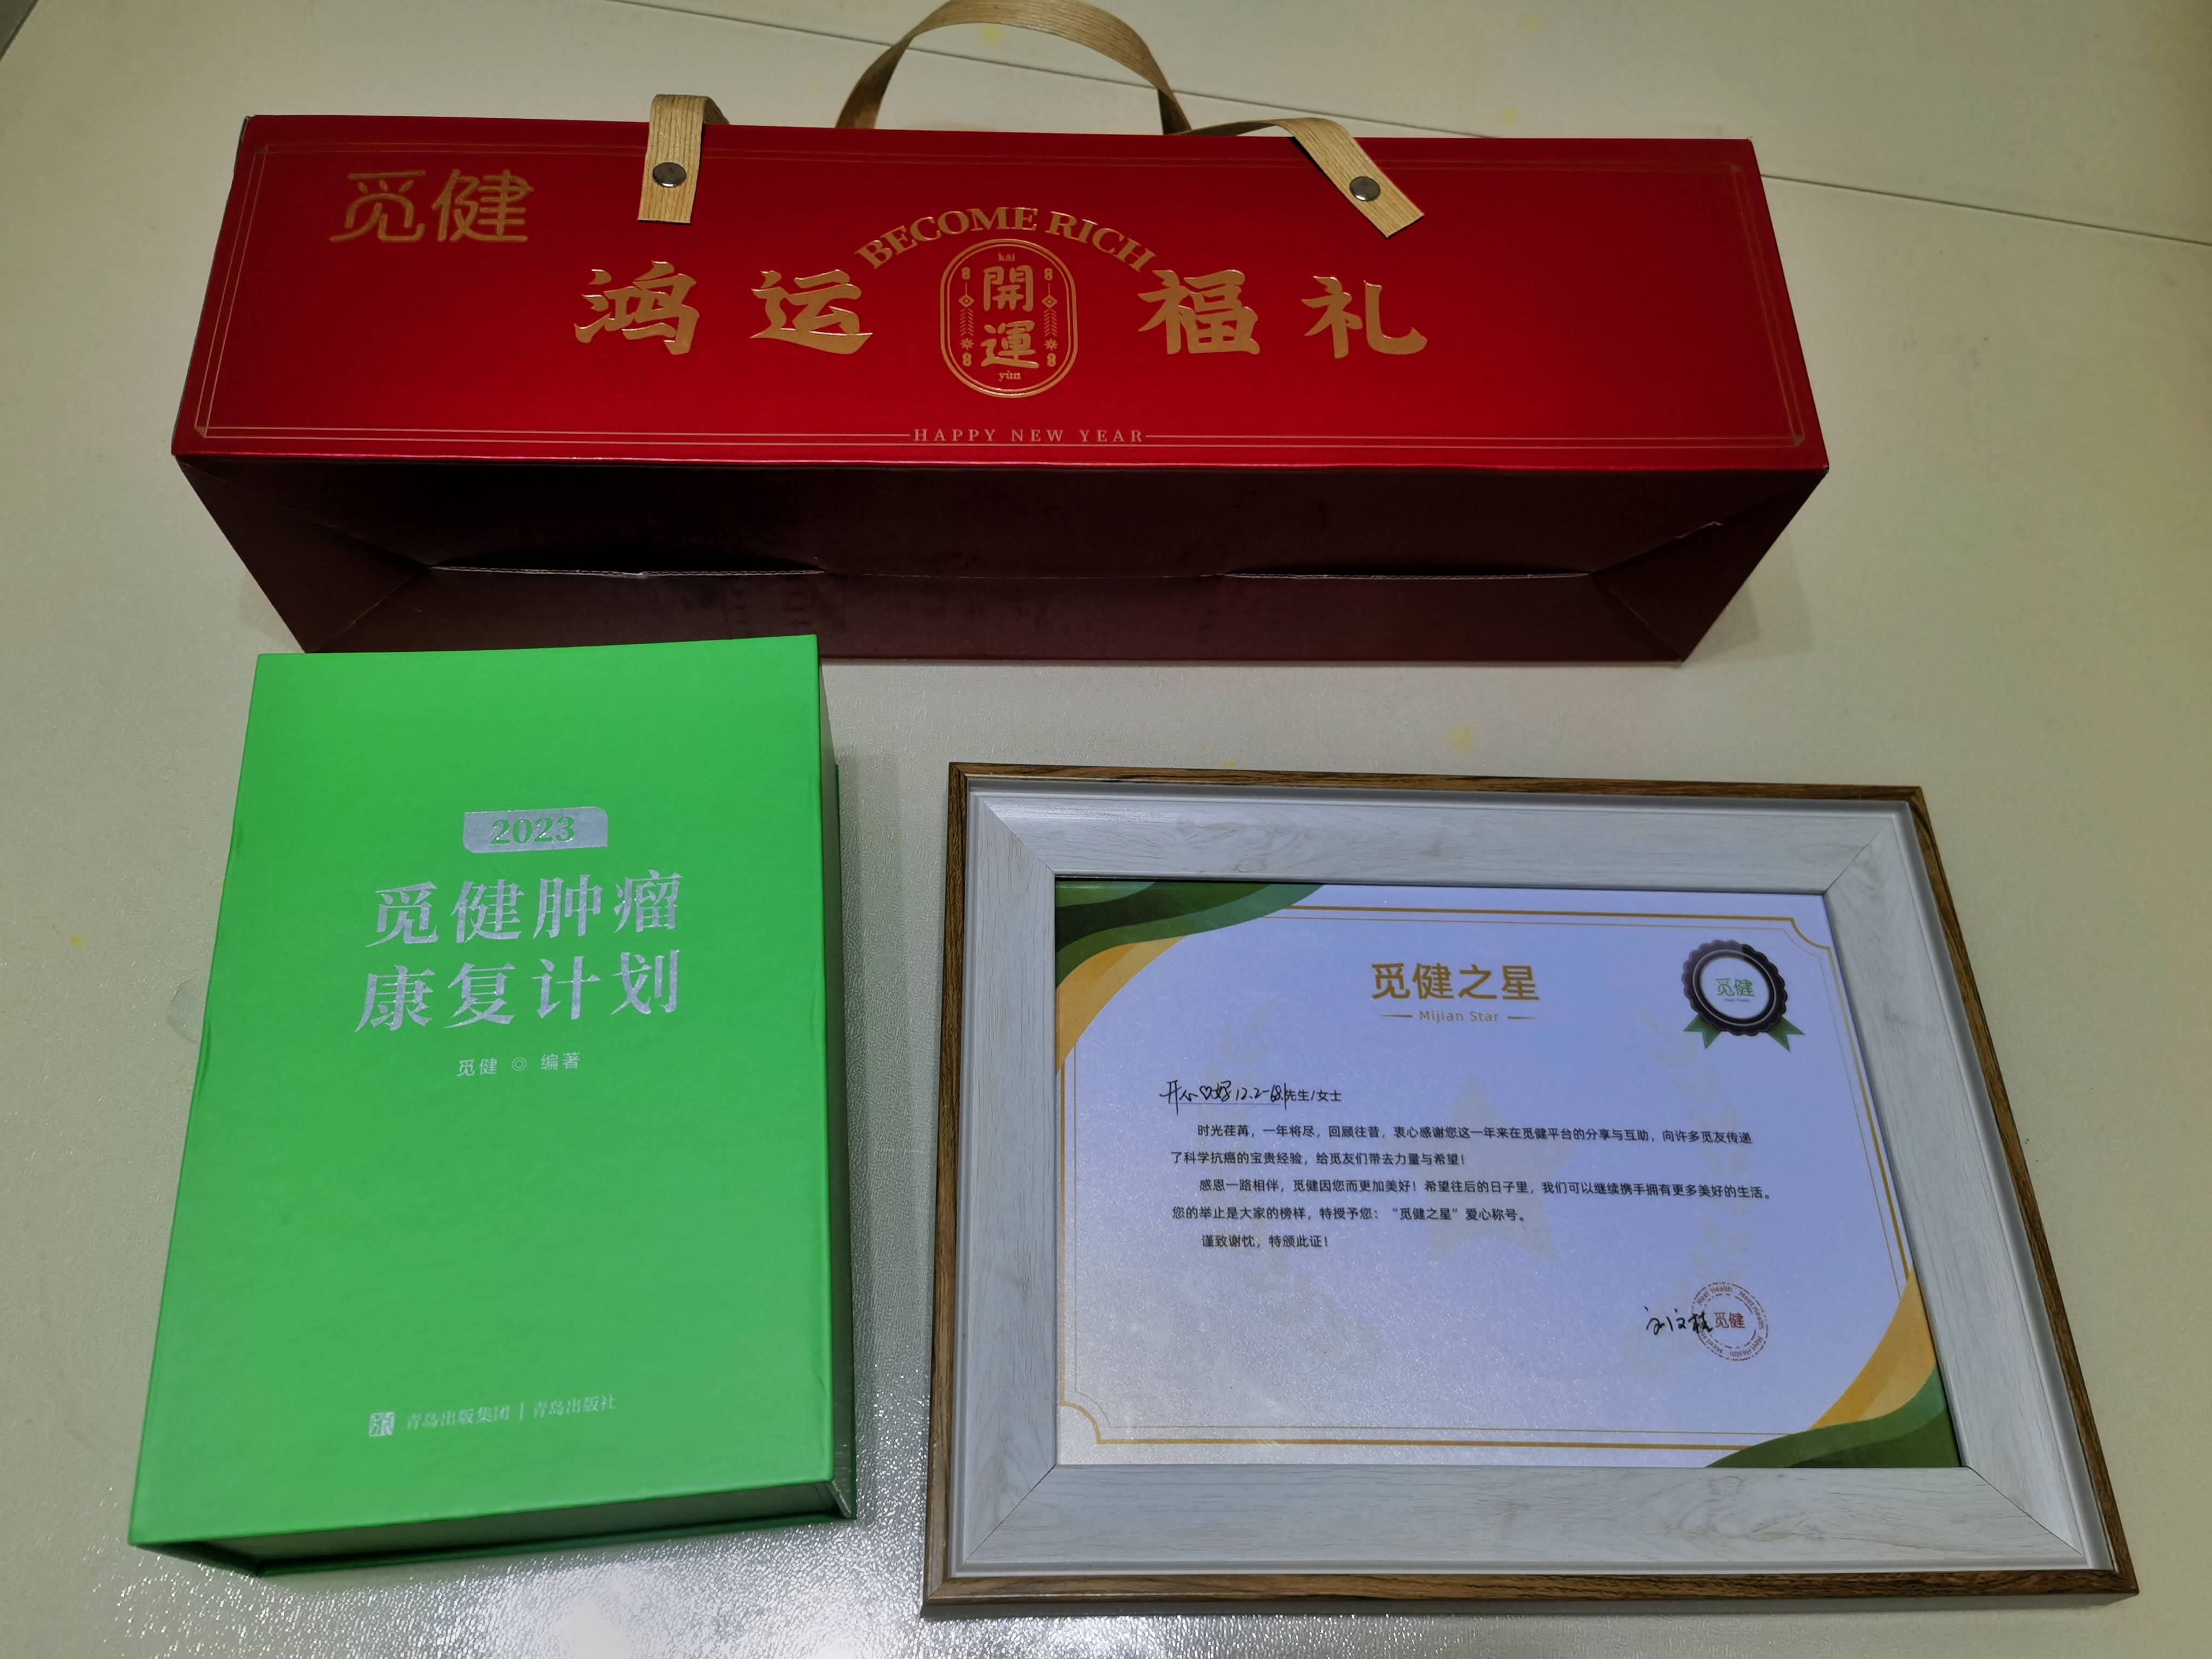 觅健
BECOME RICH
鸿运 福礼
kāi
開
運
yùn
HAPPY NEW YEAR
2023
觅健肿瘤
康复计划
觅健 ◎ 编著
青岛出版集团 | 青岛出版社
觅健之星
Mijian Star
觅健
先生/女士
时光荏苒，一年将尽，回顾往昔，衷心感谢您这一年来在觅健平台的分享与互助，向许多觅友传递
了科学抗癌的宝贵经验，给觅友们带去力量与希望！
感恩一路相伴，觅健因您而更加美好！希望往后的日子里，我们可以继续携手拥有更多美好的生活。
您的举止是大家的榜样，特授予您：“觅健之星”爱心称号。
谨致谢忱，特颁此证！
觅健